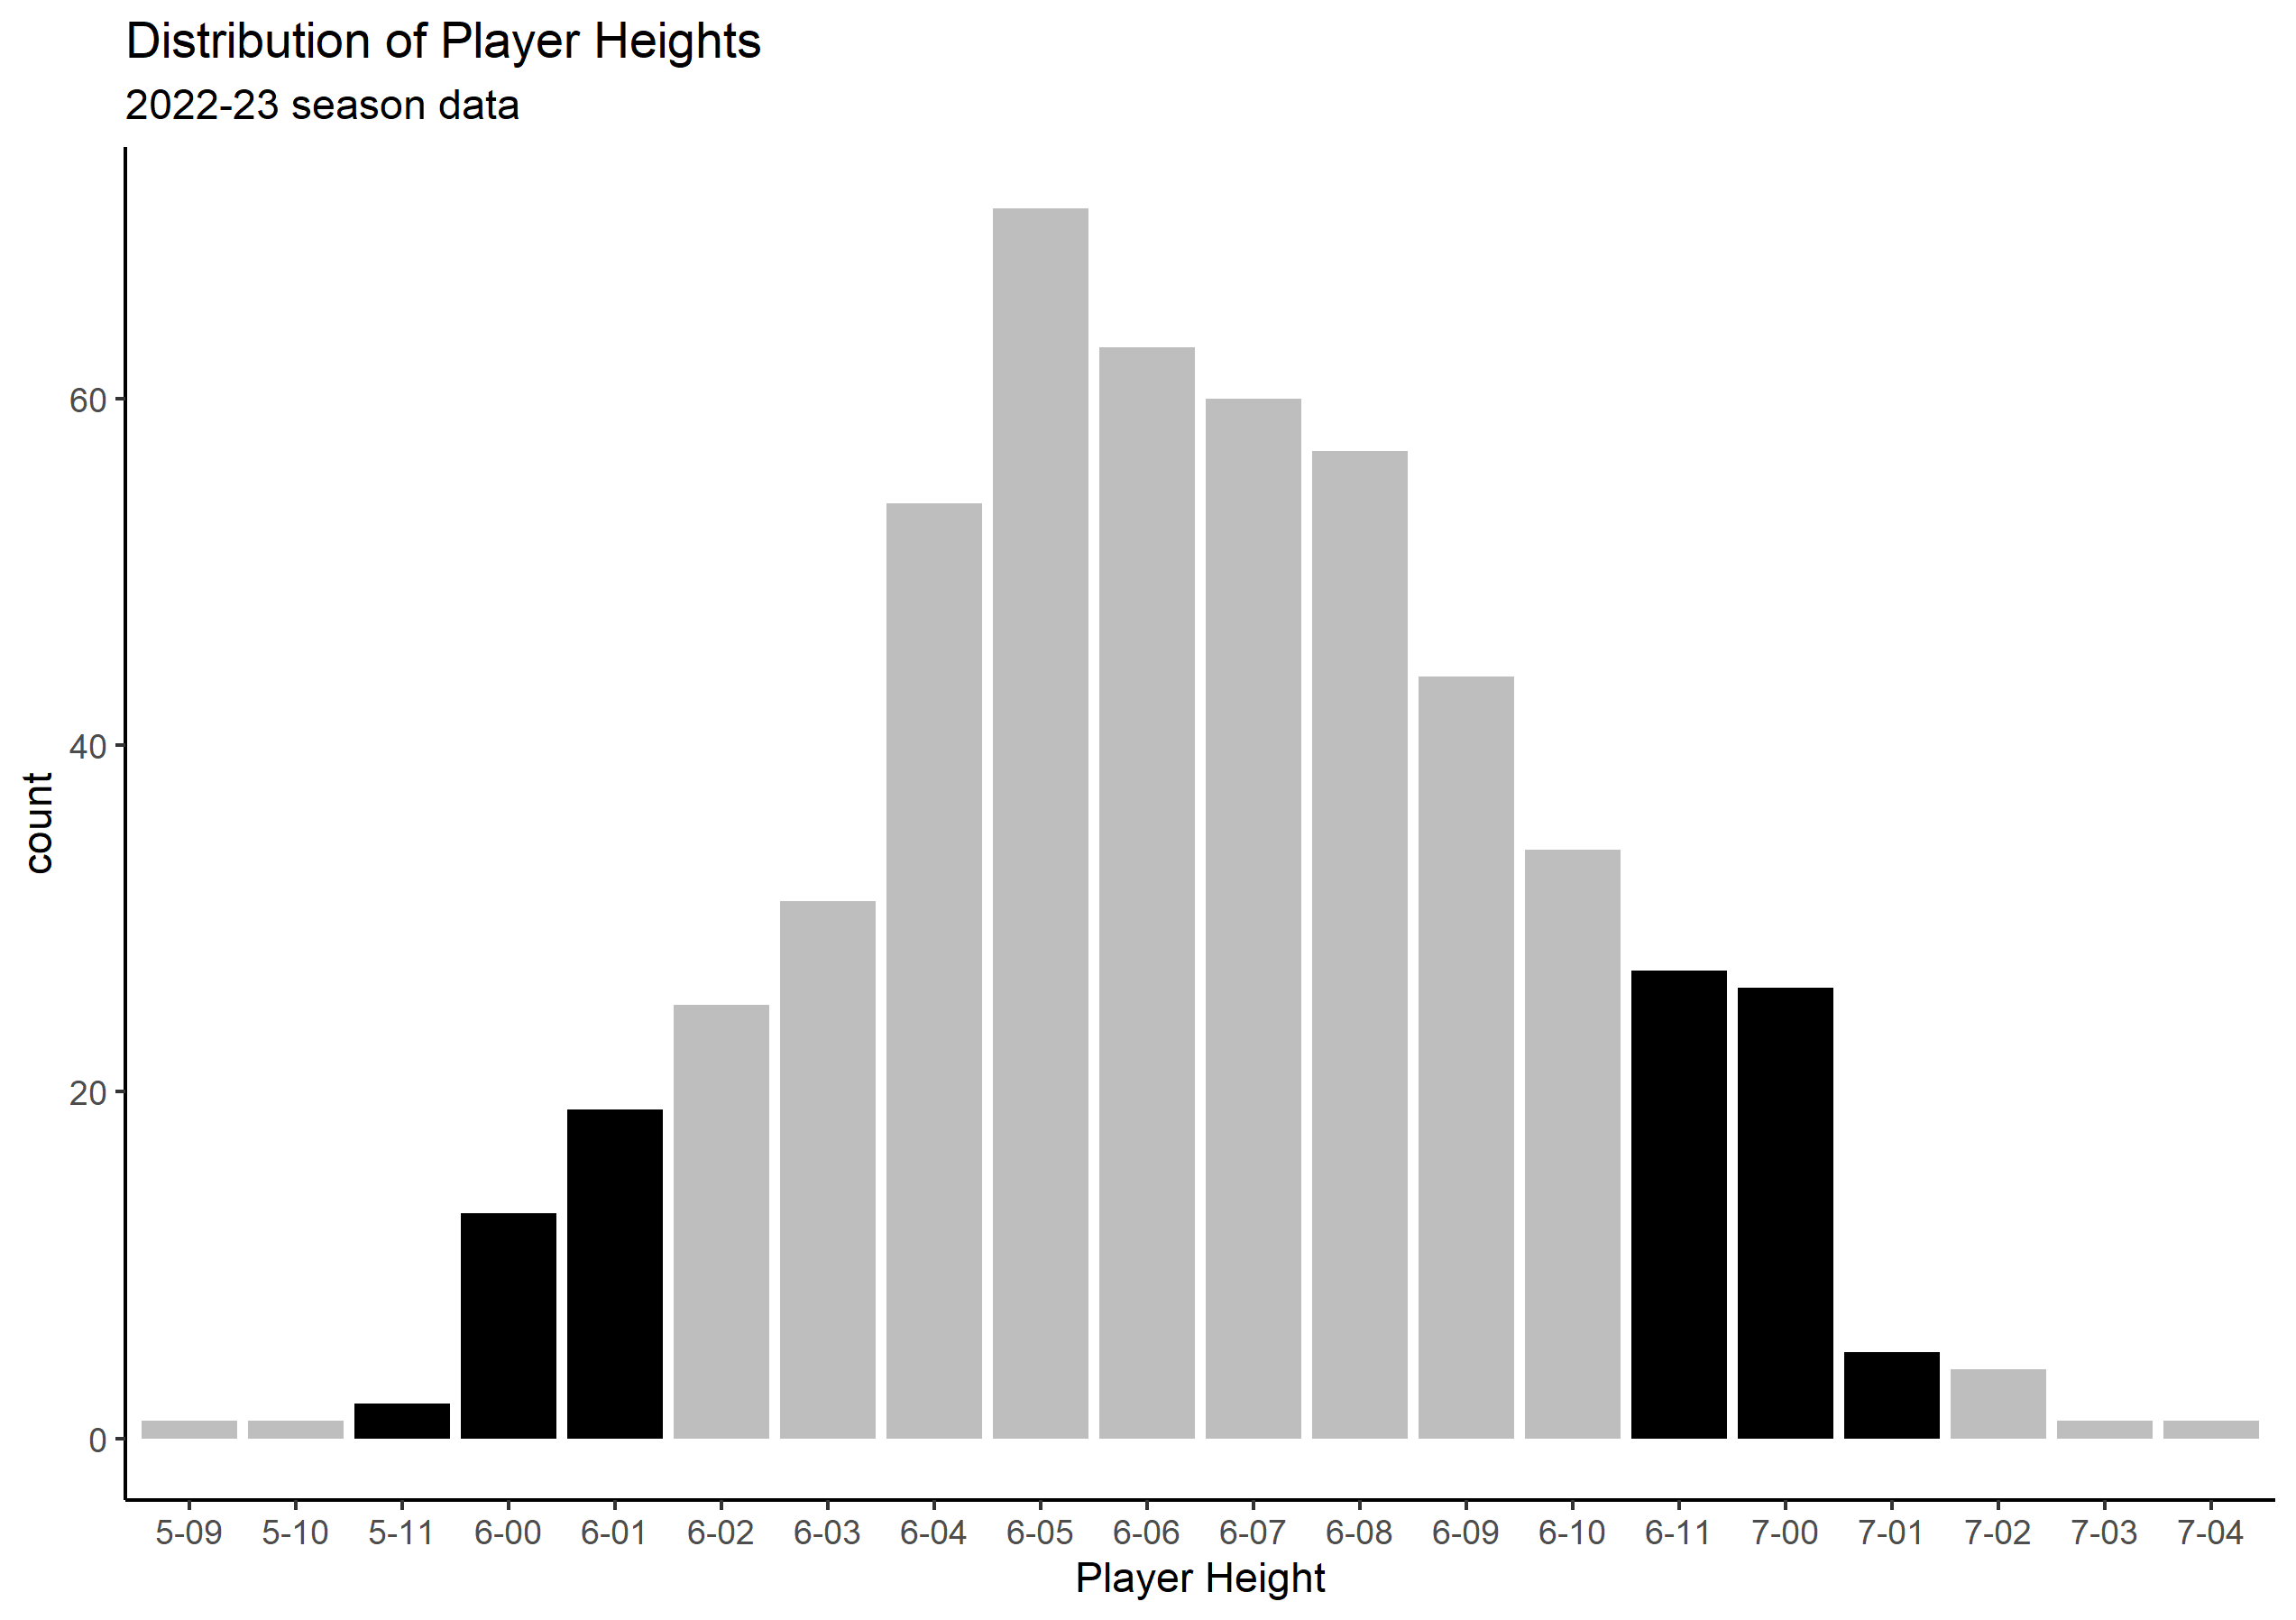 Distribution of Player Heights
2022-23 season data
count
60
40
20
0
5-09 5-10 5-11 6-00 6-01 6-02 6-03 6-04 6-05 6-06 6-07 6-08 6-09 6-10 6-11 7-00 7-01 7-02 7-03 7-04
Player Height